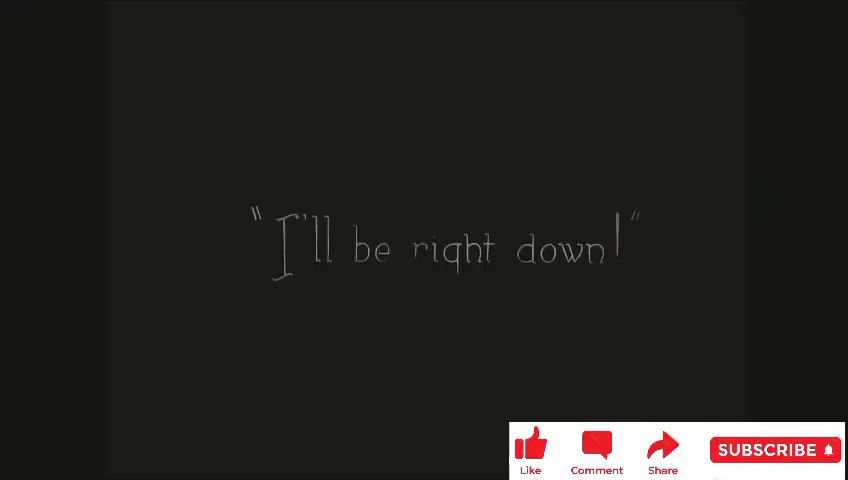 "I'll be right down!"
Like
Comment
Share
SUBSCRIBE